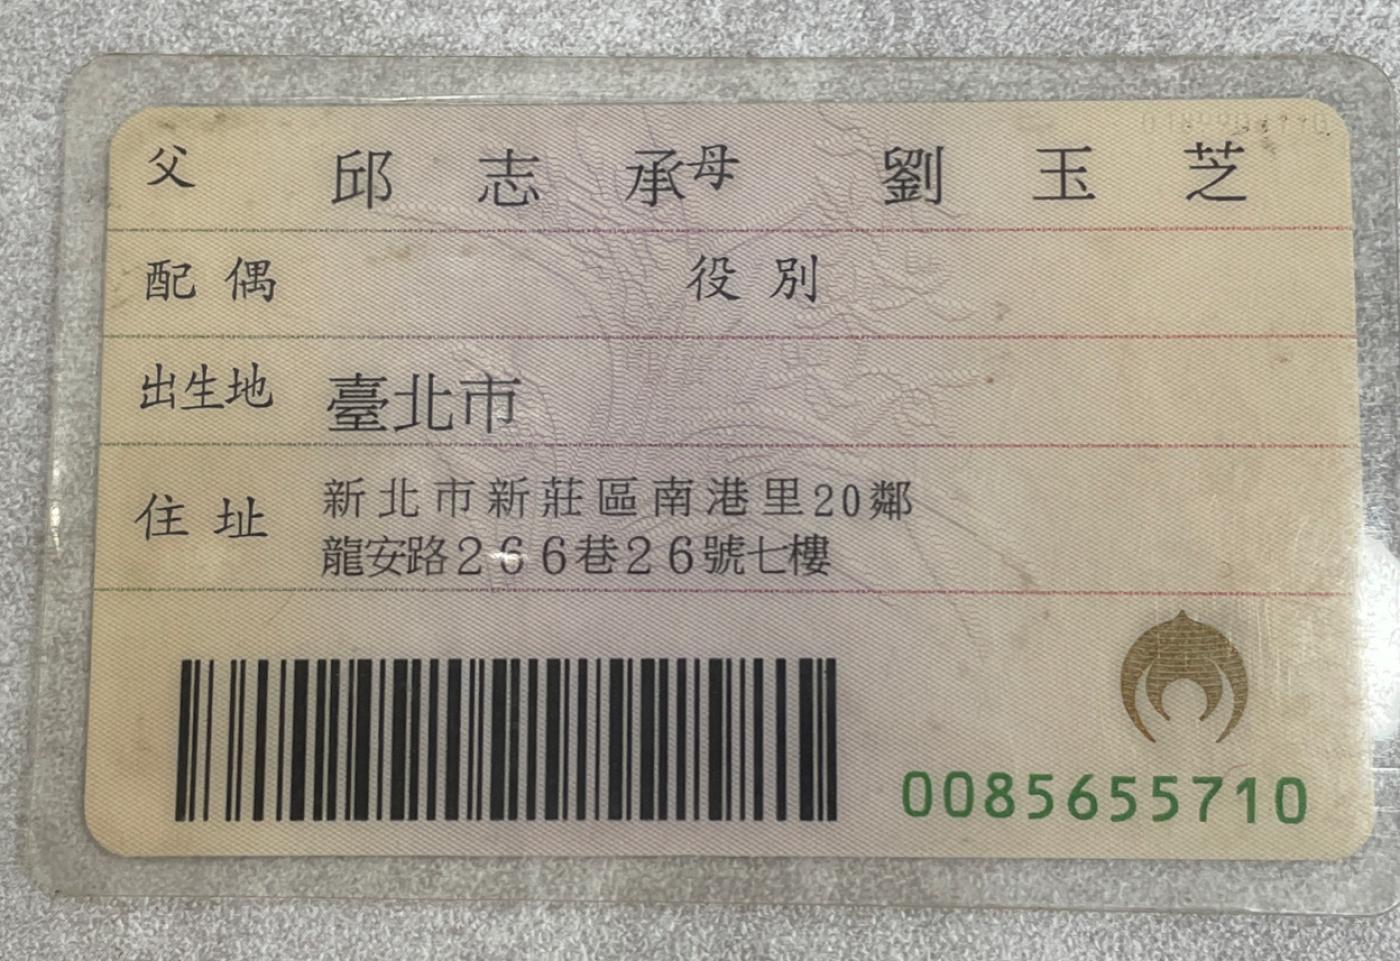 父 邱志承 母 劉玉芝
配偶 役別
出生地 臺北市
住址 新北市新莊區南港里20鄰
龍安路266巷26號七樓
0085655710